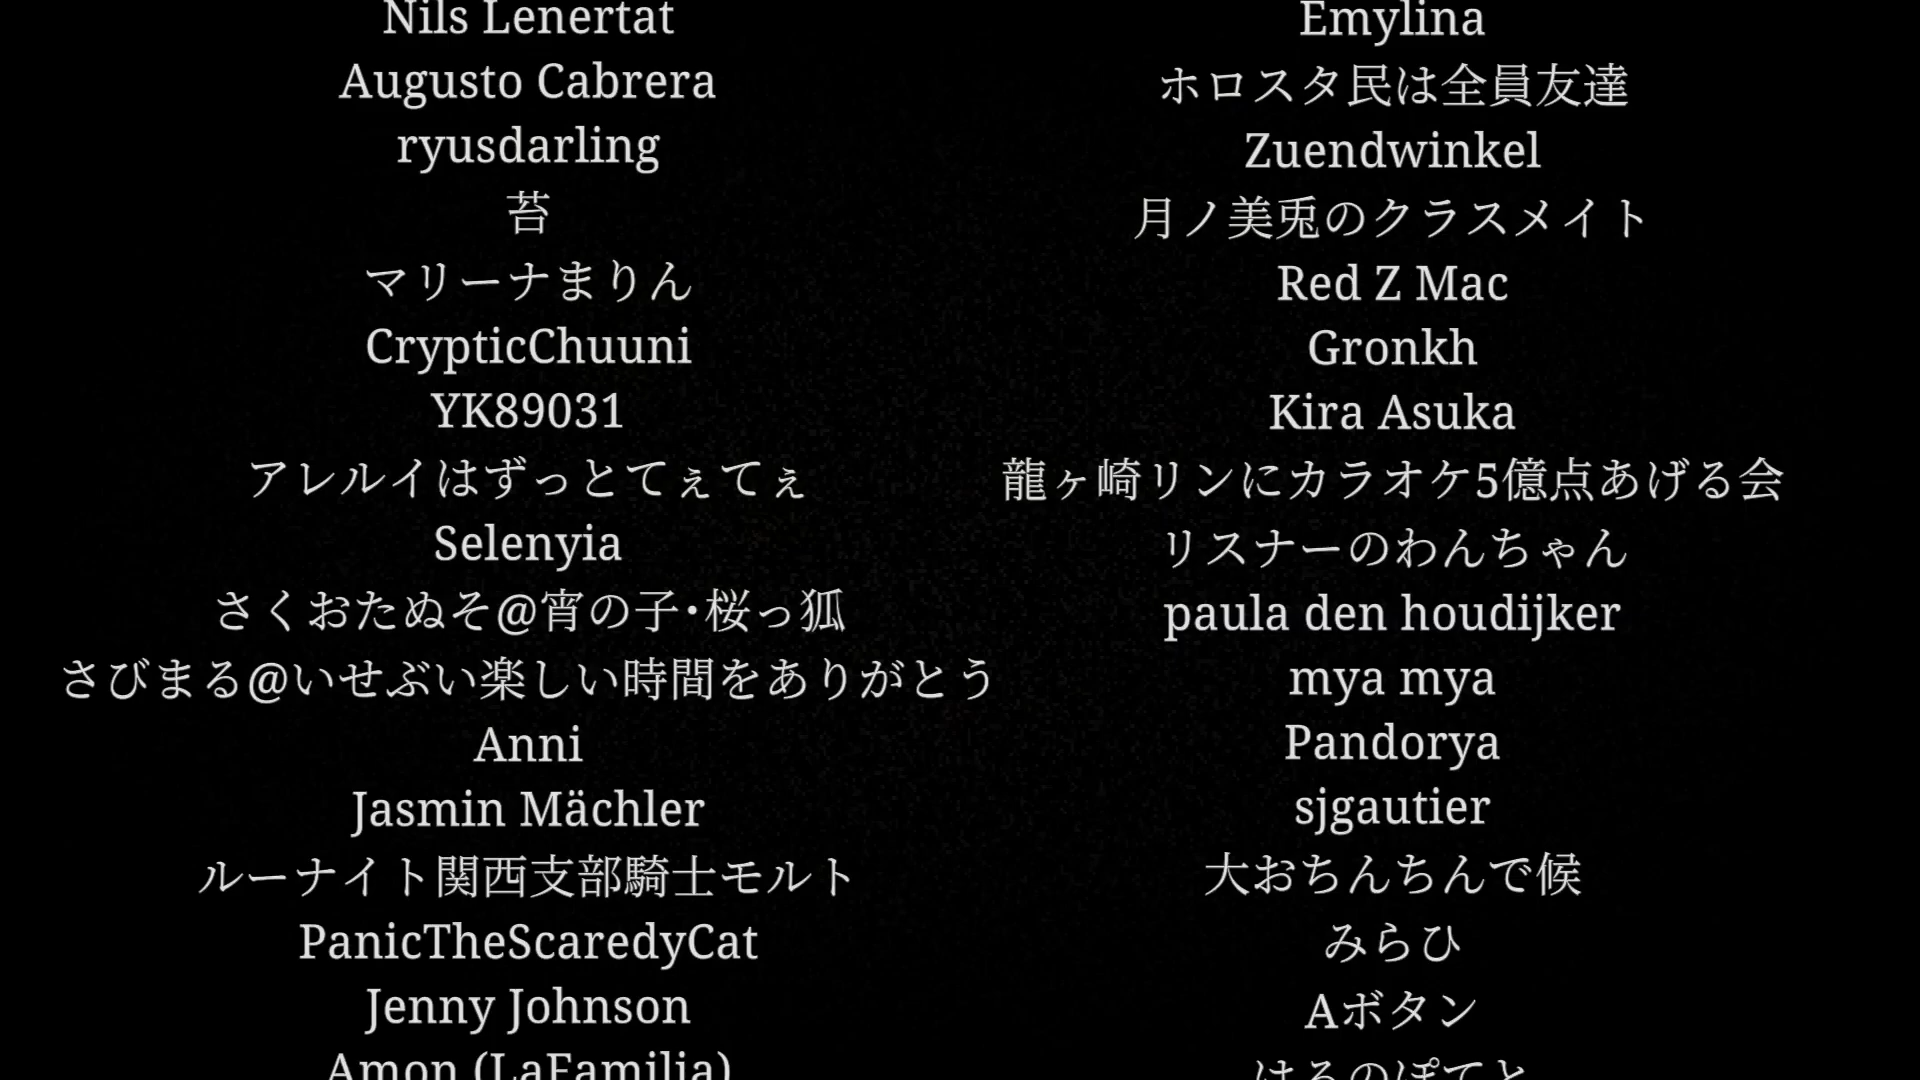 Nils Lenertat
Augusto Cabrera
ryusdarling
苔
マリーナまりん
CrypticChuuni
YK89031
アレルイはずっとてぇてぇ
Selenyia
さくおたぬそ@宵の子・桜っ狐
さびまる@いせぶい楽しい時間をありがとう
Anni
Jasmin Mächler
ルーナイト関西支部騎士モルト
PanicTheScaredyCat
Jenny Johnson
Amon (LaFamilia)
Emylina
ホロスタ民は全員友達
Zuendwinkel
月ノ美兎のクラスメイト
Red Z Mac
Gronkh
Kira Asuka
龍ヶ崎リンにカラオケ5億点あげる会
リスナーのわんちゃん
paula den houdijker
mya mya
Pandorya
sjgautier
大おちんちんで候
みらひ
Aボタン
はるのぽてと